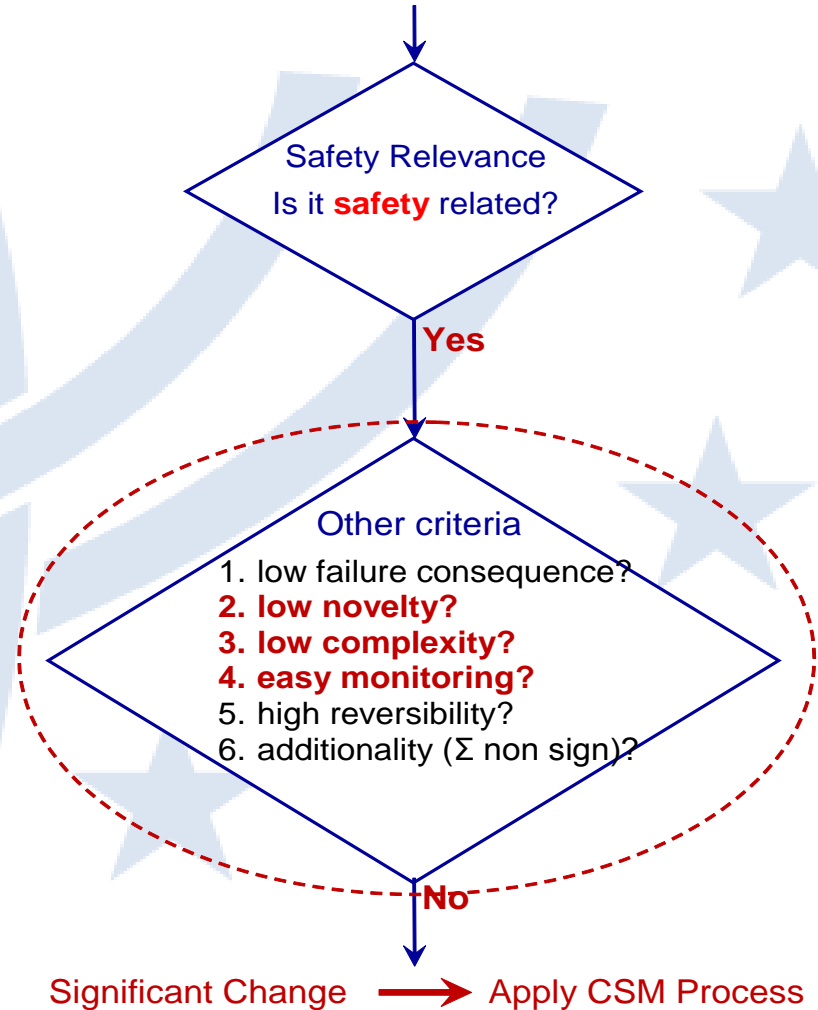 Safety Relevance
Is it safety related?
Yes
Other criteria
1. low failure consequence?
2. low novelty?
3. low complexity?
4. easy monitoring?
5. high reversibility?
6. additionality (Σ non sign)?
No
Significant Change Apply CSM Process